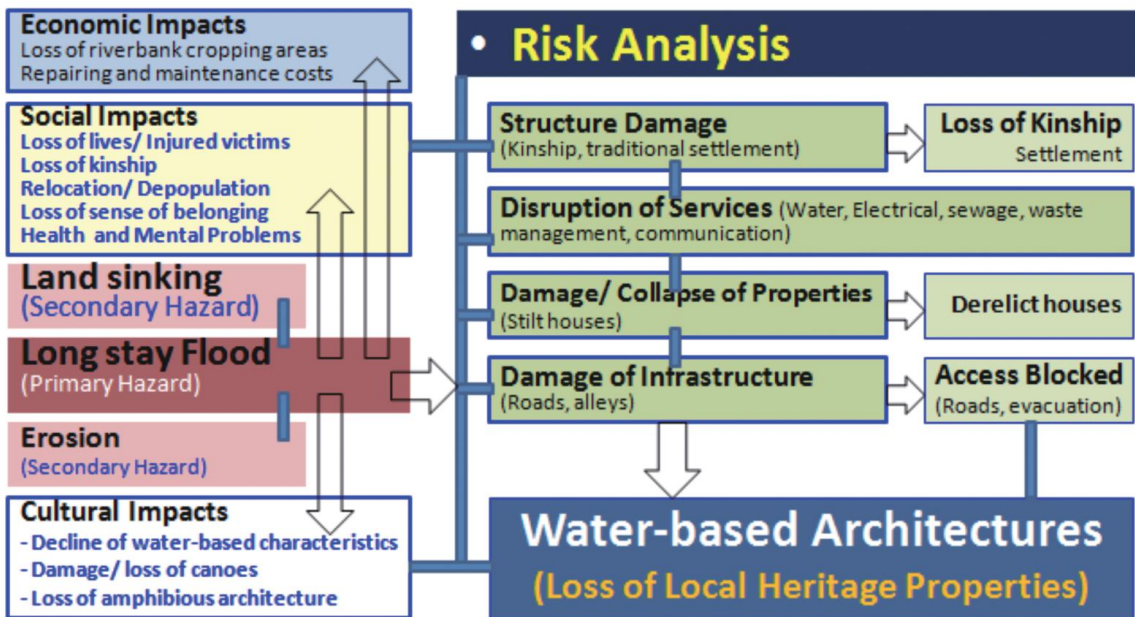 Economic Impacts
Loss of riverbank cropping areas
Repairing and maintenance costs
Social Impacts
Loss of lives/ Injured victims
Loss of kinship
Relocation/ Depopulation
Loss of sense of belonging
Health and Mental Problems
Land sinking
(Secondary Hazard)
Long stay Flood
(Primary Hazard)
Erosion
(Secondary Hazard)
Cultural Impacts
- Decline of water-based characteristics
- Damage/ loss of canoes
- Loss of amphibious architecture
• Risk Analysis
Structure Damage
(Kinship, traditional settlement)
Loss of Kinship
Settlement
Disruption of Services (Water, Electrical, sewage, waste
management, communication)
Damage/ Collapse of Properties
(Stilt houses)
Derelict houses
Damage of Infrastructure
(Roads, alleys)
Access Blocked
(Roads, evacuation)
Water-based Architectures
(Loss of Local Heritage Properties)